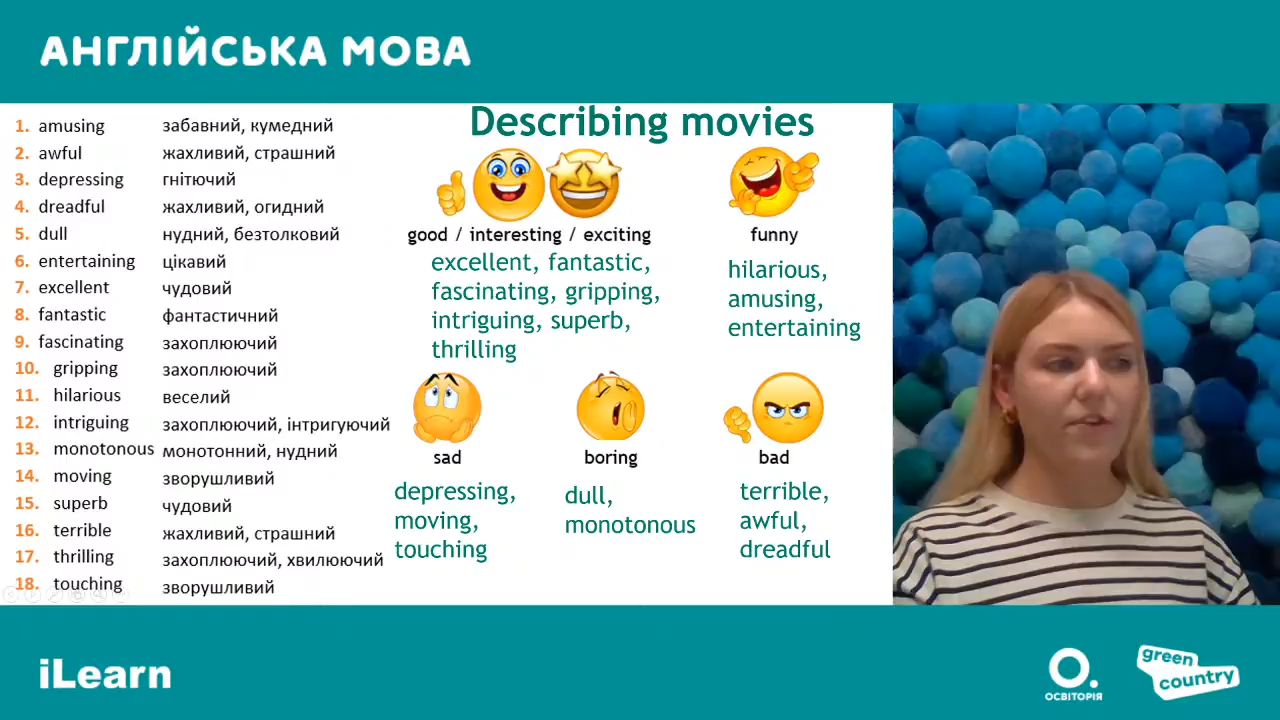 АНГЛІЙСЬКА МОВА
Describing movies
1. amusing забавний, кумедний
2. awful жахливий, страшний
3. depressing гнітючий
4. dreadful жахливий, огидний
5. dull нудний, безтолковий
6. entertaining цікавий
7. excellent чудовий
8. fantastic фантастичний
9. fascinating захоплюючий
10. gripping захоплюючий
11. hilarious веселий
12. intriguing захоплюючий, інтригуючий
13. monotonous монотонний, нудний
14. moving зворушливий
15. superb чудовий
16. terrible жахливий, страшний
17. thrilling захоплюючий, хвилюючий
18. touching зворушливий
good / interesting / exciting
excellent, fantastic,
fascinating, gripping,
intriguing, superb,
thrilling
funny
hilarious,
amusing,
entertaining
sad
depressing,
moving,
touching
boring
dull,
monotonous
bad
terrible,
awful,
dreadful
iLearn
О.
ОСВІТОРІЯ
green
country